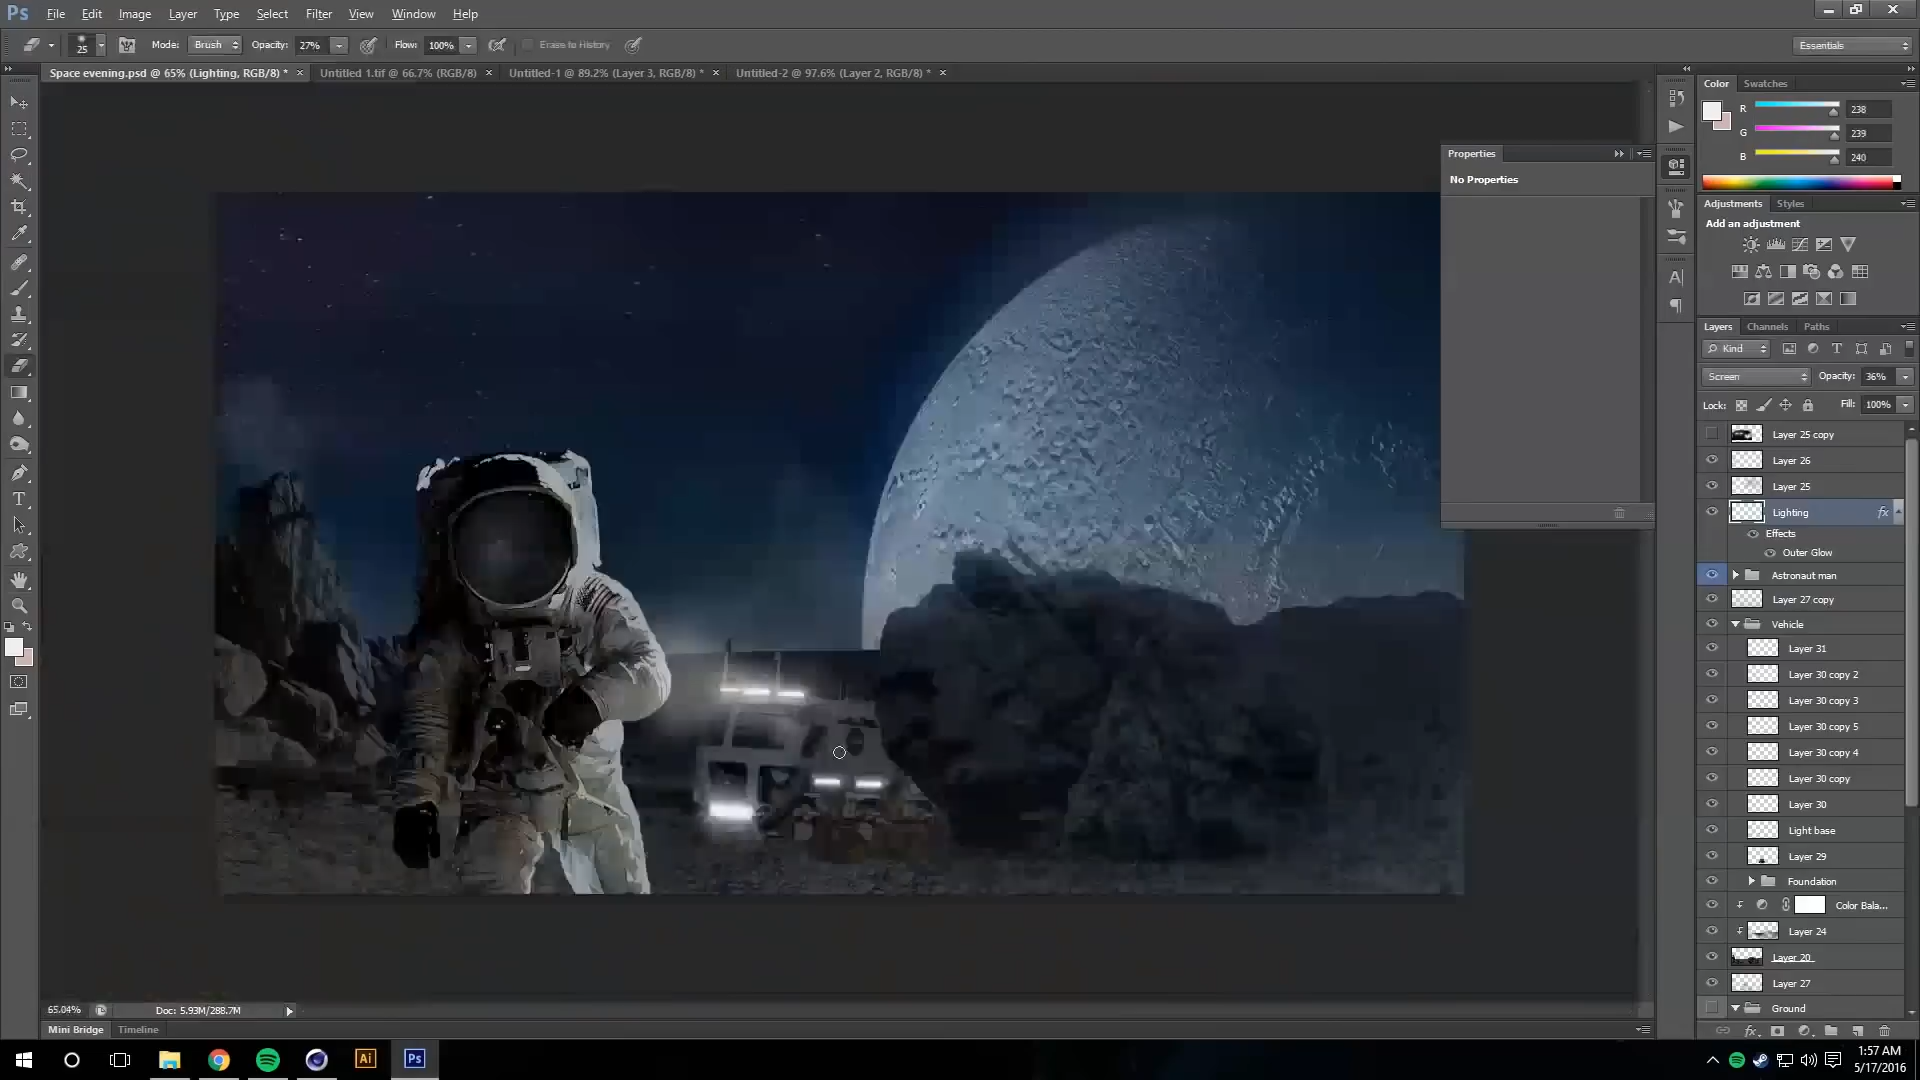 Ps File Edit Image Layer Type Select Filter View Window Help
25 Mode: Brush Opacity: 27% Flow: 100% Erase to History Essentials
Space evening.psd @ 65% (Lighting, RGB/8) * × Untitled 1.tif @ 66.7% (RGB/8) × Untitled-1 @ 89.2% (Layer 3, RGB/8) * × Untitled-2 @ 97.6% (Layer 2, RGB/8) * ×
Color Swatches
R 238
G 239
B 240
Properties
No Properties
Adjustments Styles
Add an adjustment
Layers Channels Paths
Kind
Screen Opacity: 36%
Lock: Fill: 100%
Layer 25 copy
Layer 26
Layer 25
Lighting fx
Effects
Outer Glow
Astronaut man
Layer 27 copy
Vehicle
Layer 31
Layer 30 copy 2
Layer 30 copy 3
Layer 30 copy 5
Layer 30 copy 4
Layer 30 copy
Layer 30
Light base
Layer 29
Foundation
Color Bala...
Layer 24
Layer 20
Layer 27
Ground
65.04% Doc: 5.93M/288.7M
Mini Bridge Timeline
Ai Ps
1:57 AM
5/17/2016